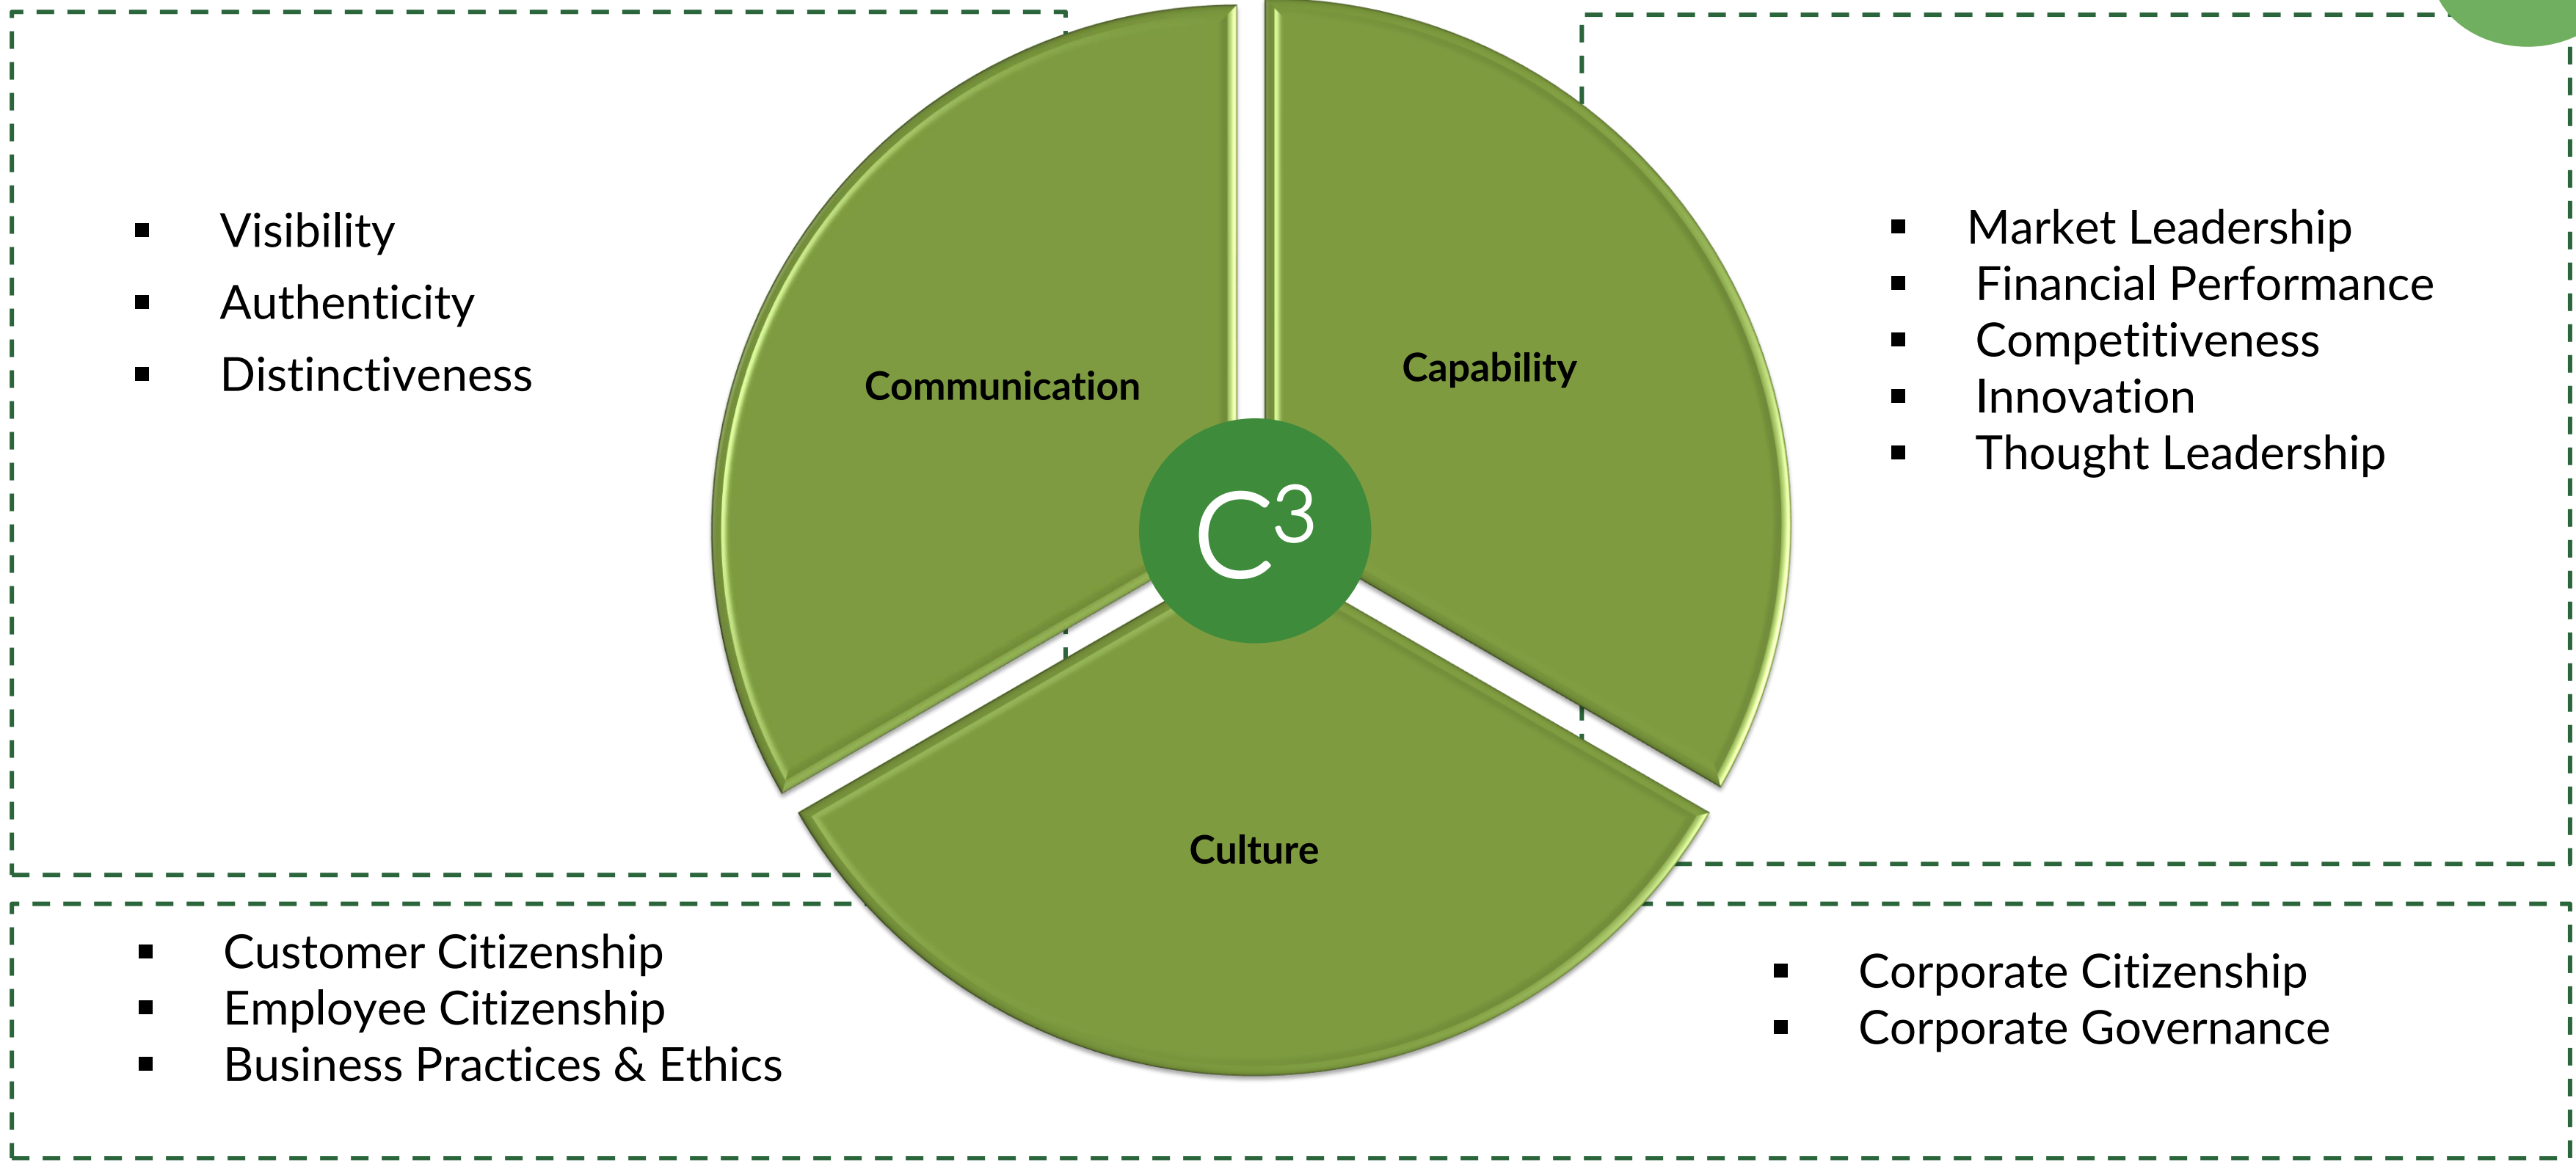 Visibility
Authenticity
Distinctiveness
Communication
Capability
C³
Culture
Market Leadership
Financial Performance
Competitiveness
Innovation
Thought Leadership
Customer Citizenship
Employee Citizenship
Business Practices & Ethics
Corporate Citizenship
Corporate Governance